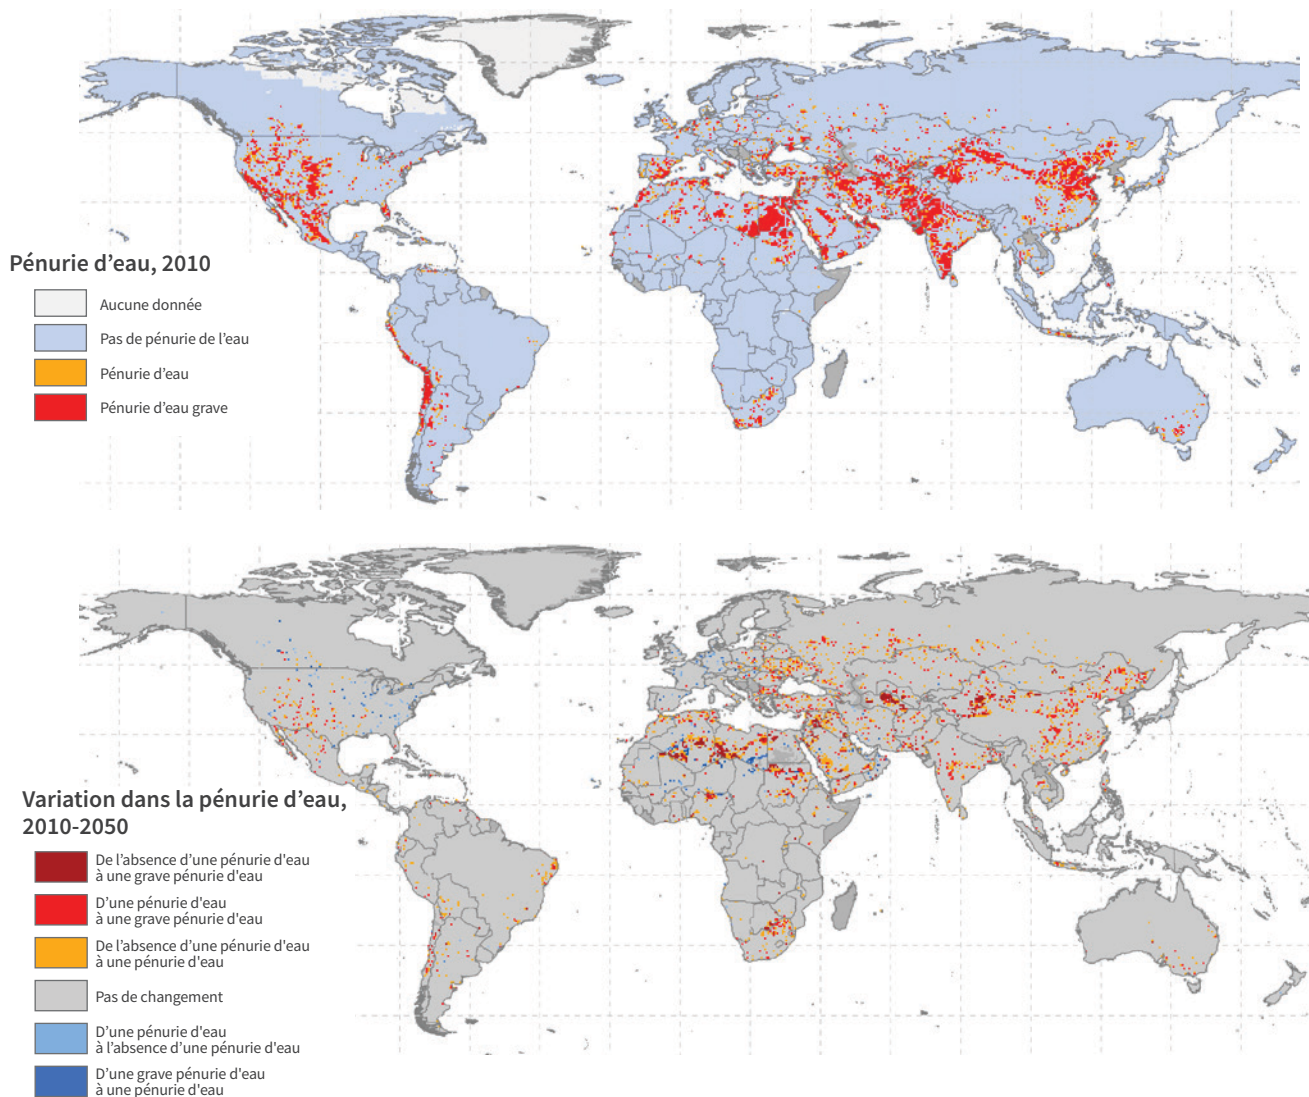 Pénurie d’eau, 2010
Aucune donnée
Pas de pénurie de l’eau
Pénurie d’eau
Pénurie d’eau grave
Variation dans la pénurie d’eau,
2010-2050
De l’absence d’une pénurie d'eau
à une grave pénurie d'eau
D’une pénurie d'eau
à une grave pénurie d'eau
De l’absence d’une pénurie d'eau
à une pénurie d'eau
Pas de changement
D’une pénurie d'eau
à l’absence d’une pénurie d'eau
D’une grave pénurie d'eau
à une pénurie d'eau